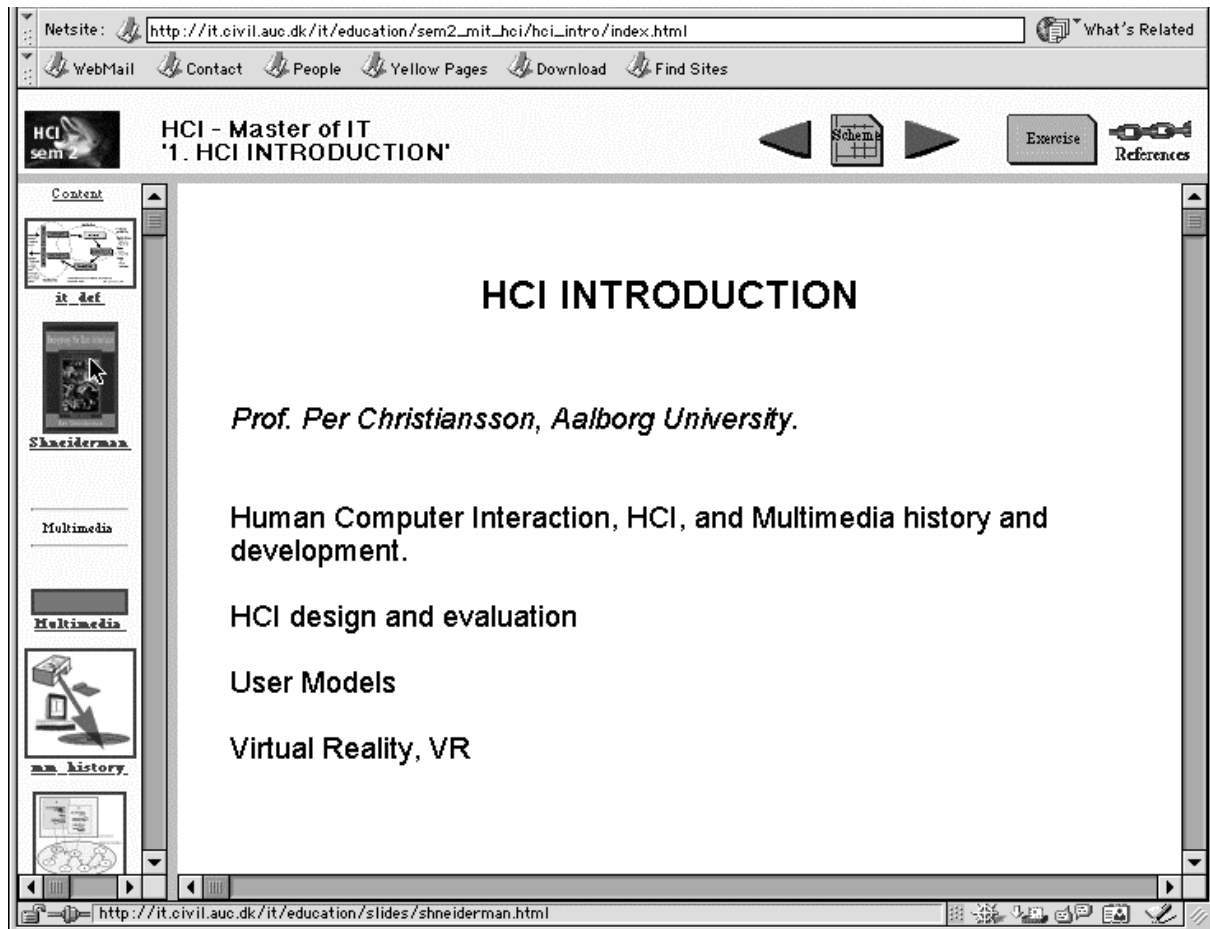 Netsite: http://it.civil.auc.dk/it/education/sem2_mit_hci/hci_intro/index.html What's Related
WebMail Contact People Yellow Pages Download Find Sites
HCI
sem 2
HCI - Master of IT
'1. HCI INTRODUCTION'
Scheme
Exercise
References
Content
it_def
Shneiderman
Multimedia
Multimedia
mm_history
HCI INTRODUCTION
Prof. Per Christiansson, Aalborg University.
Human Computer Interaction, HCI, and Multimedia history and
development.
HCI design and evaluation
User Models
Virtual Reality, VR
http://it.civil.auc.dk/it/education/slides/shneiderman.html